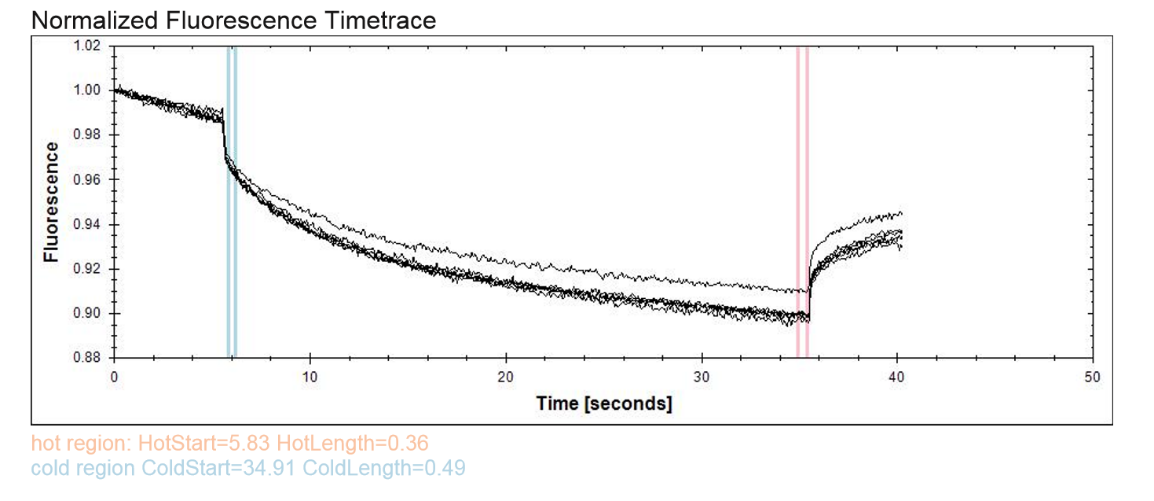 Normalized Fluorescence Timetrace
1.02
1.00
0.98
0.96
0.94
0.92
0.90
0.88
Fluorescence
0 10 20 30 40 50
Time [seconds]
hot region: HotStart=5.83 HotLength=0.36
cold region ColdStart=34.91 ColdLength=0.49